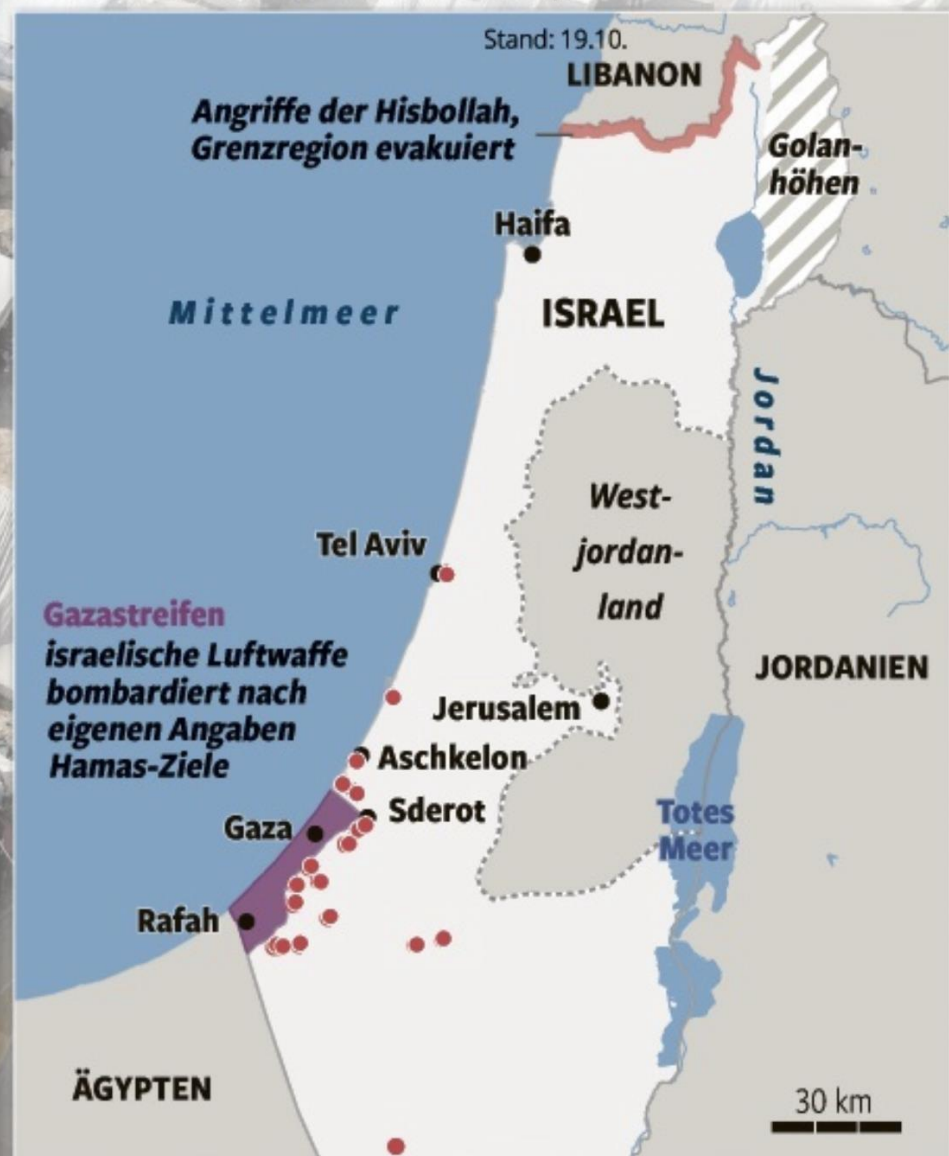 Stand: 19.10.
LIBANON
Angriffe der Hisbollah,
Grenzregion evakuiert
Golan-
höhen
Haifa
Mittelmeer
ISRAEL
Jordan
West-
jordan-
land
Tel Aviv
Gazastreifen
israelische Luftwaffe
bombardiert nach
eigenen Angaben
Hamas-Ziele
JORDANIEN
Jerusalem
Aschkelon
Sderot
Totes
Meer
Gaza
Rafah
ÄGYPTEN
30 km